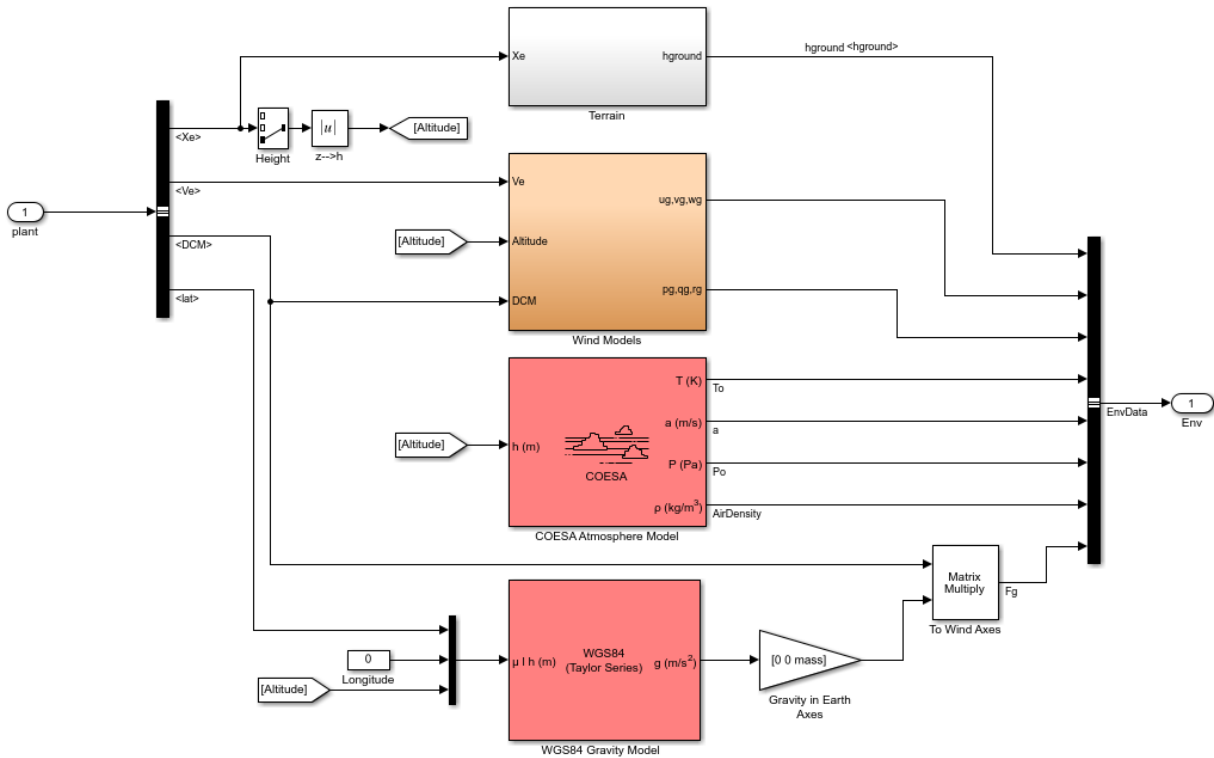 Xe
hground
hground <hground>
Terrain
<Xe>
Height
|u|
z-->h
[Altitude]
<Ve>
Ve
ug,vg,wg
1
plant
[Altitude]
Altitude
<DCM>
pg,qg,rg
<lat>
DCM
Wind Models
T (K)
To
a (m/s)
a
1
Env
EnvData
[Altitude]
h (m)
COESA
P (Pa)
Po
ρ (kg/m³)
AirDensity
COESA Atmosphere Model
Matrix
Multiply
Fg
To Wind Axes
0
Longitude
[Altitude]
μ l h (m)
WGS84
(Taylor Series)
g (m/s²)
WGS84 Gravity Model
[0 0 mass]
Gravity in Earth
Axes